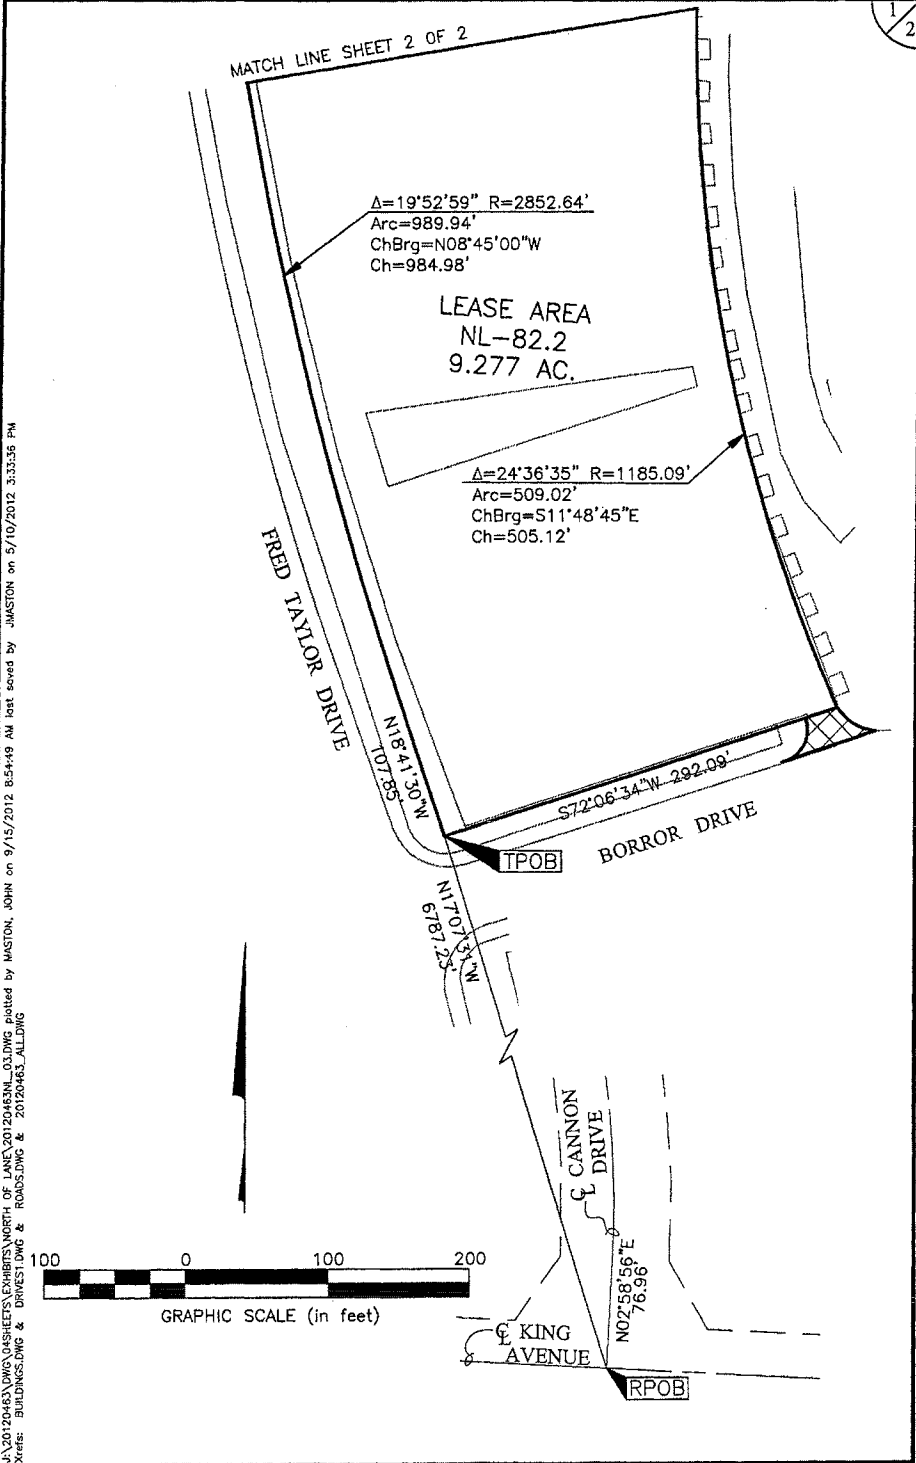 1
2
MATCH LINE SHEET 2 OF 2
Δ=19°52'59" R=2852.64'
Arc=989.94'
ChBrg=N08°45'00"W
Ch=984.98'
LEASE AREA
NL-82.2
9.277 AC.
Δ=24°36'35" R=1185.09'
Arc=509.02'
ChBrg=S11°48'45"E
Ch=505.12'
FRED TAYLOR DRIVE
N18°41'30"W
107.85'
S72°06'34"W 292.09'
BORROR DRIVE
TPOB
N17°07'31"W
6787.23'
℄ CANNON
DRIVE
N02°58'56"E
76.96'
100 0 100 200
GRAPHIC SCALE (in feet)
℄ KING
AVENUE
RPOB
J:\20120463\DWG\04SHEETS\EXHIBITS\NORTH OF LANE\20120463NL_03.DWG plotted by MASTON, JOHN on 9/15/2012 8:54:49 AM last saved by JMASTON on 5/10/2012 3:33:36 PM
Xrefs: BUILDINGS.DWG & DRIVES1.DWG & ROADS.DWG & 20120463_ALL.DWG